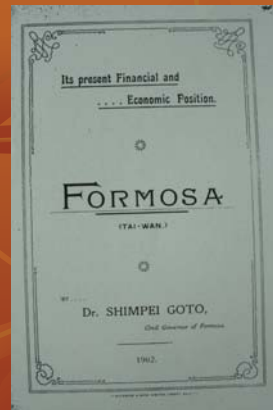 Its present Financial and
.... Economic Position.
FORMOSA
(TAI-WAN.)
BY ....
Dr. SHIMPEI GOTO,
Civil Governor of Formosa.
1902.